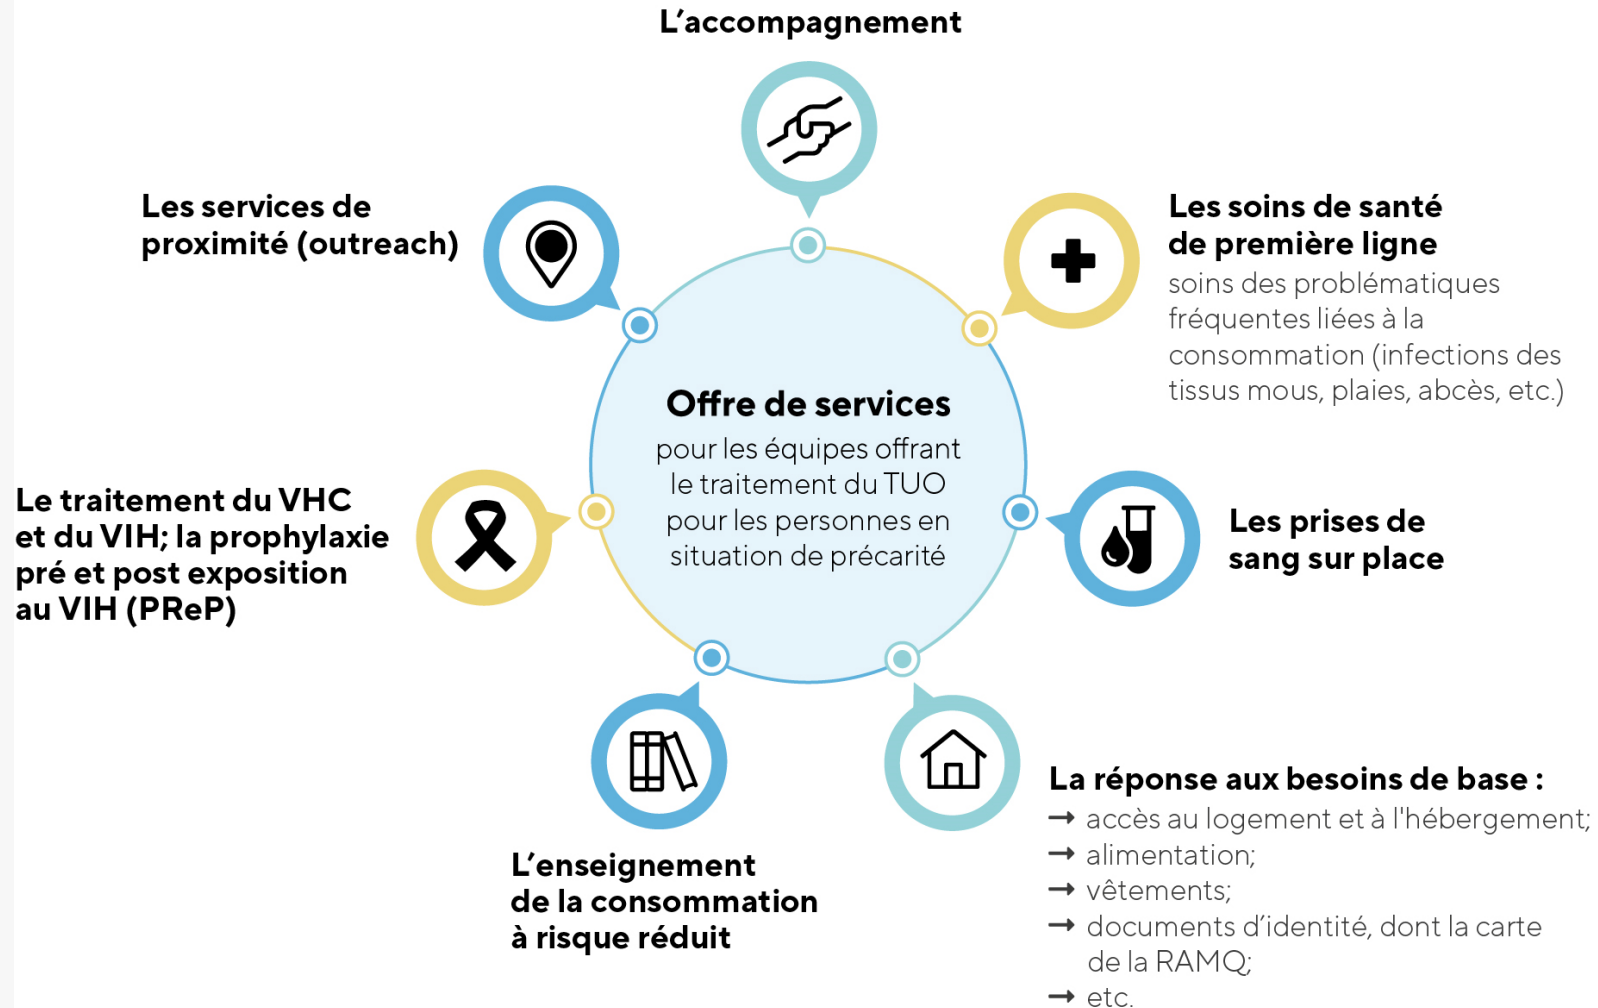 L'accompagnement
Les services de
proximité (outreach)
Les soins de santé
de première ligne
soins des problématiques
fréquentes liées à la
consommation (infections des
tissus mous, plaies, abcès, etc.)
Offre de services
pour les équipes offrant
le traitement du TUO
pour les personnes en
situation de précarité
Le traitement du VHC
et du VIH; la prophylaxie
pré et post exposition
au VIH (PReP)
Les prises de
sang sur place
L'enseignement
de la consommation
à risque réduit
La réponse aux besoins de base :
→ accès au logement et à l'hébergement;
→ alimentation;
→ vêtements;
→ documents d'identité, dont la carte
de la RAMQ;
→ etc.